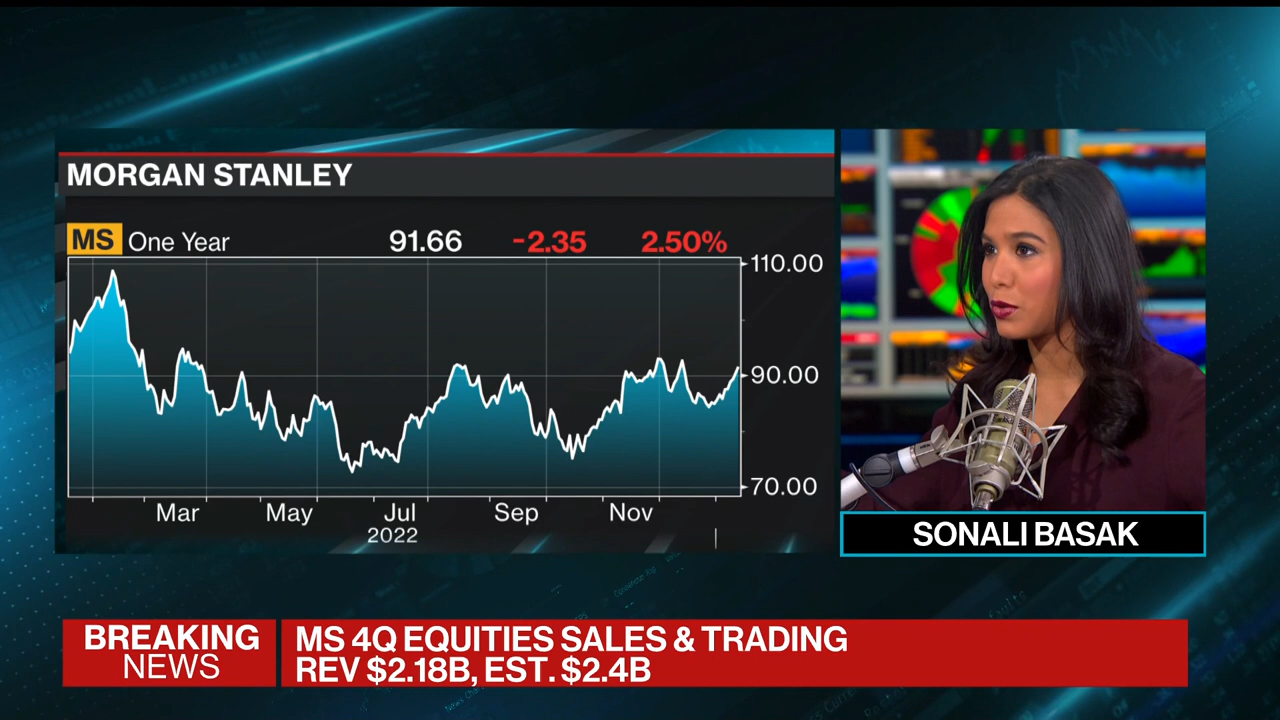 MORGAN STANLEY
MS One Year 91.66 -2.35 2.50%
110.00
90.00
70.00
Mar May Jul Sep Nov
2022
SONALI BASAK
BREAKING NEWS
MS 4Q EQUITIES SALES & TRADING
REV $2.18B, EST. $2.4B